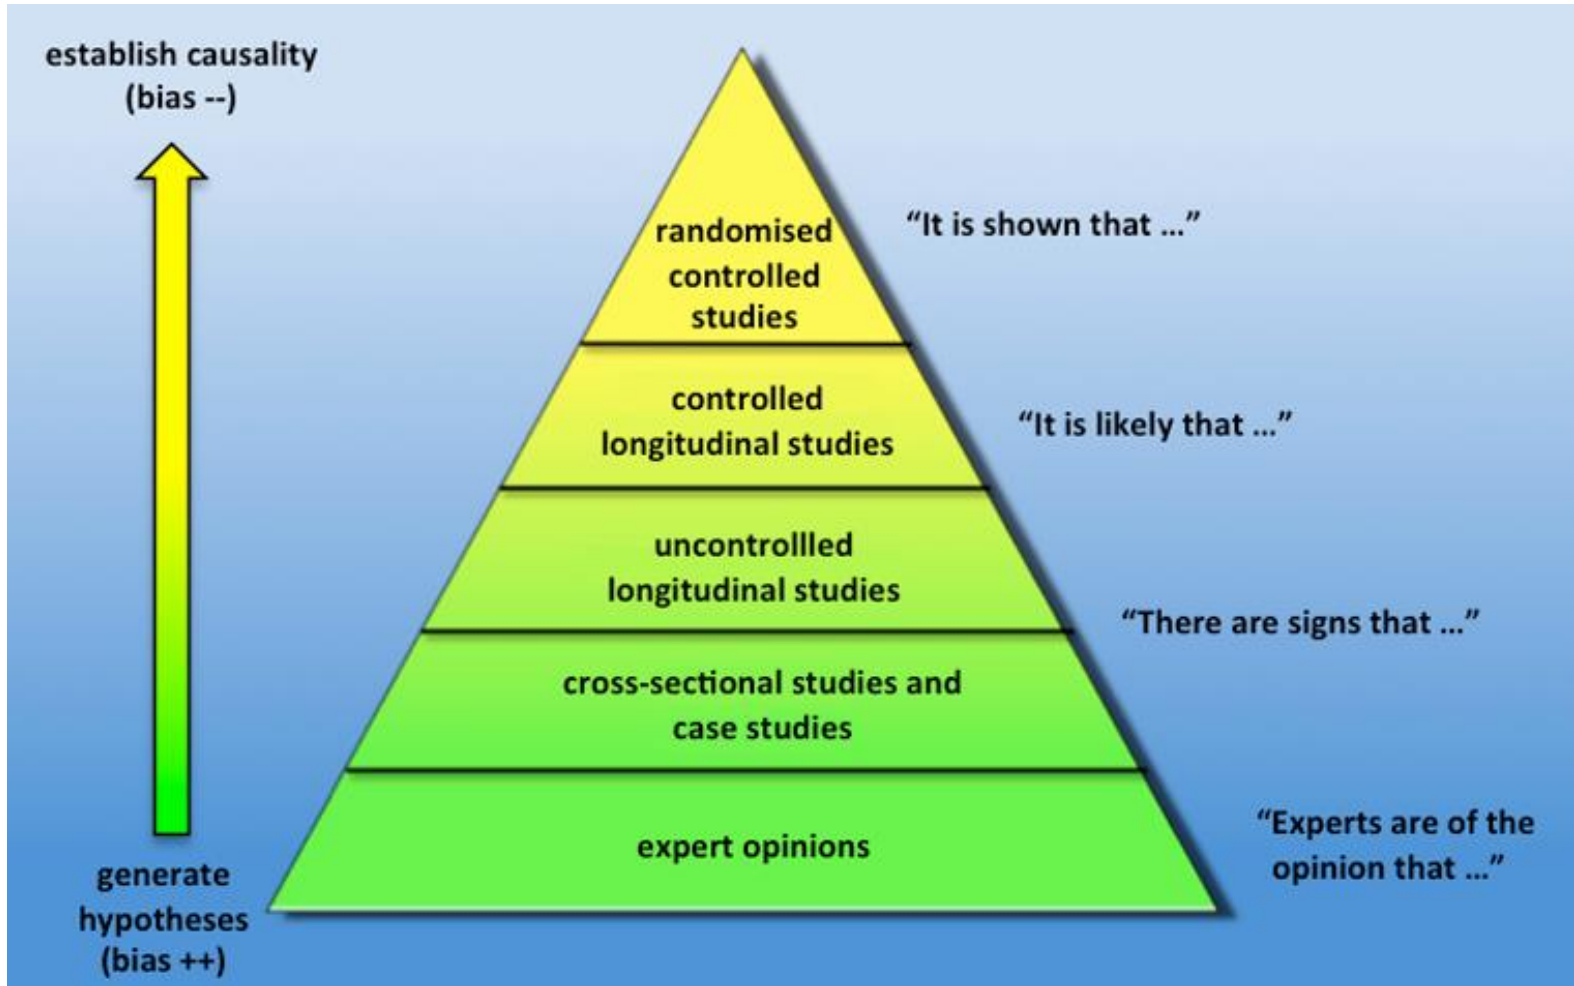 establish causality
(bias --)
randomised
controlled
studies
“It is shown that ...”
controlled
longitudinal studies
“It is likely that ...”
uncontrollled
longitudinal studies
“There are signs that ...”
cross-sectional studies and
case studies
expert opinions
“Experts are of the
opinion that ...”
generate
hypotheses
(bias ++)